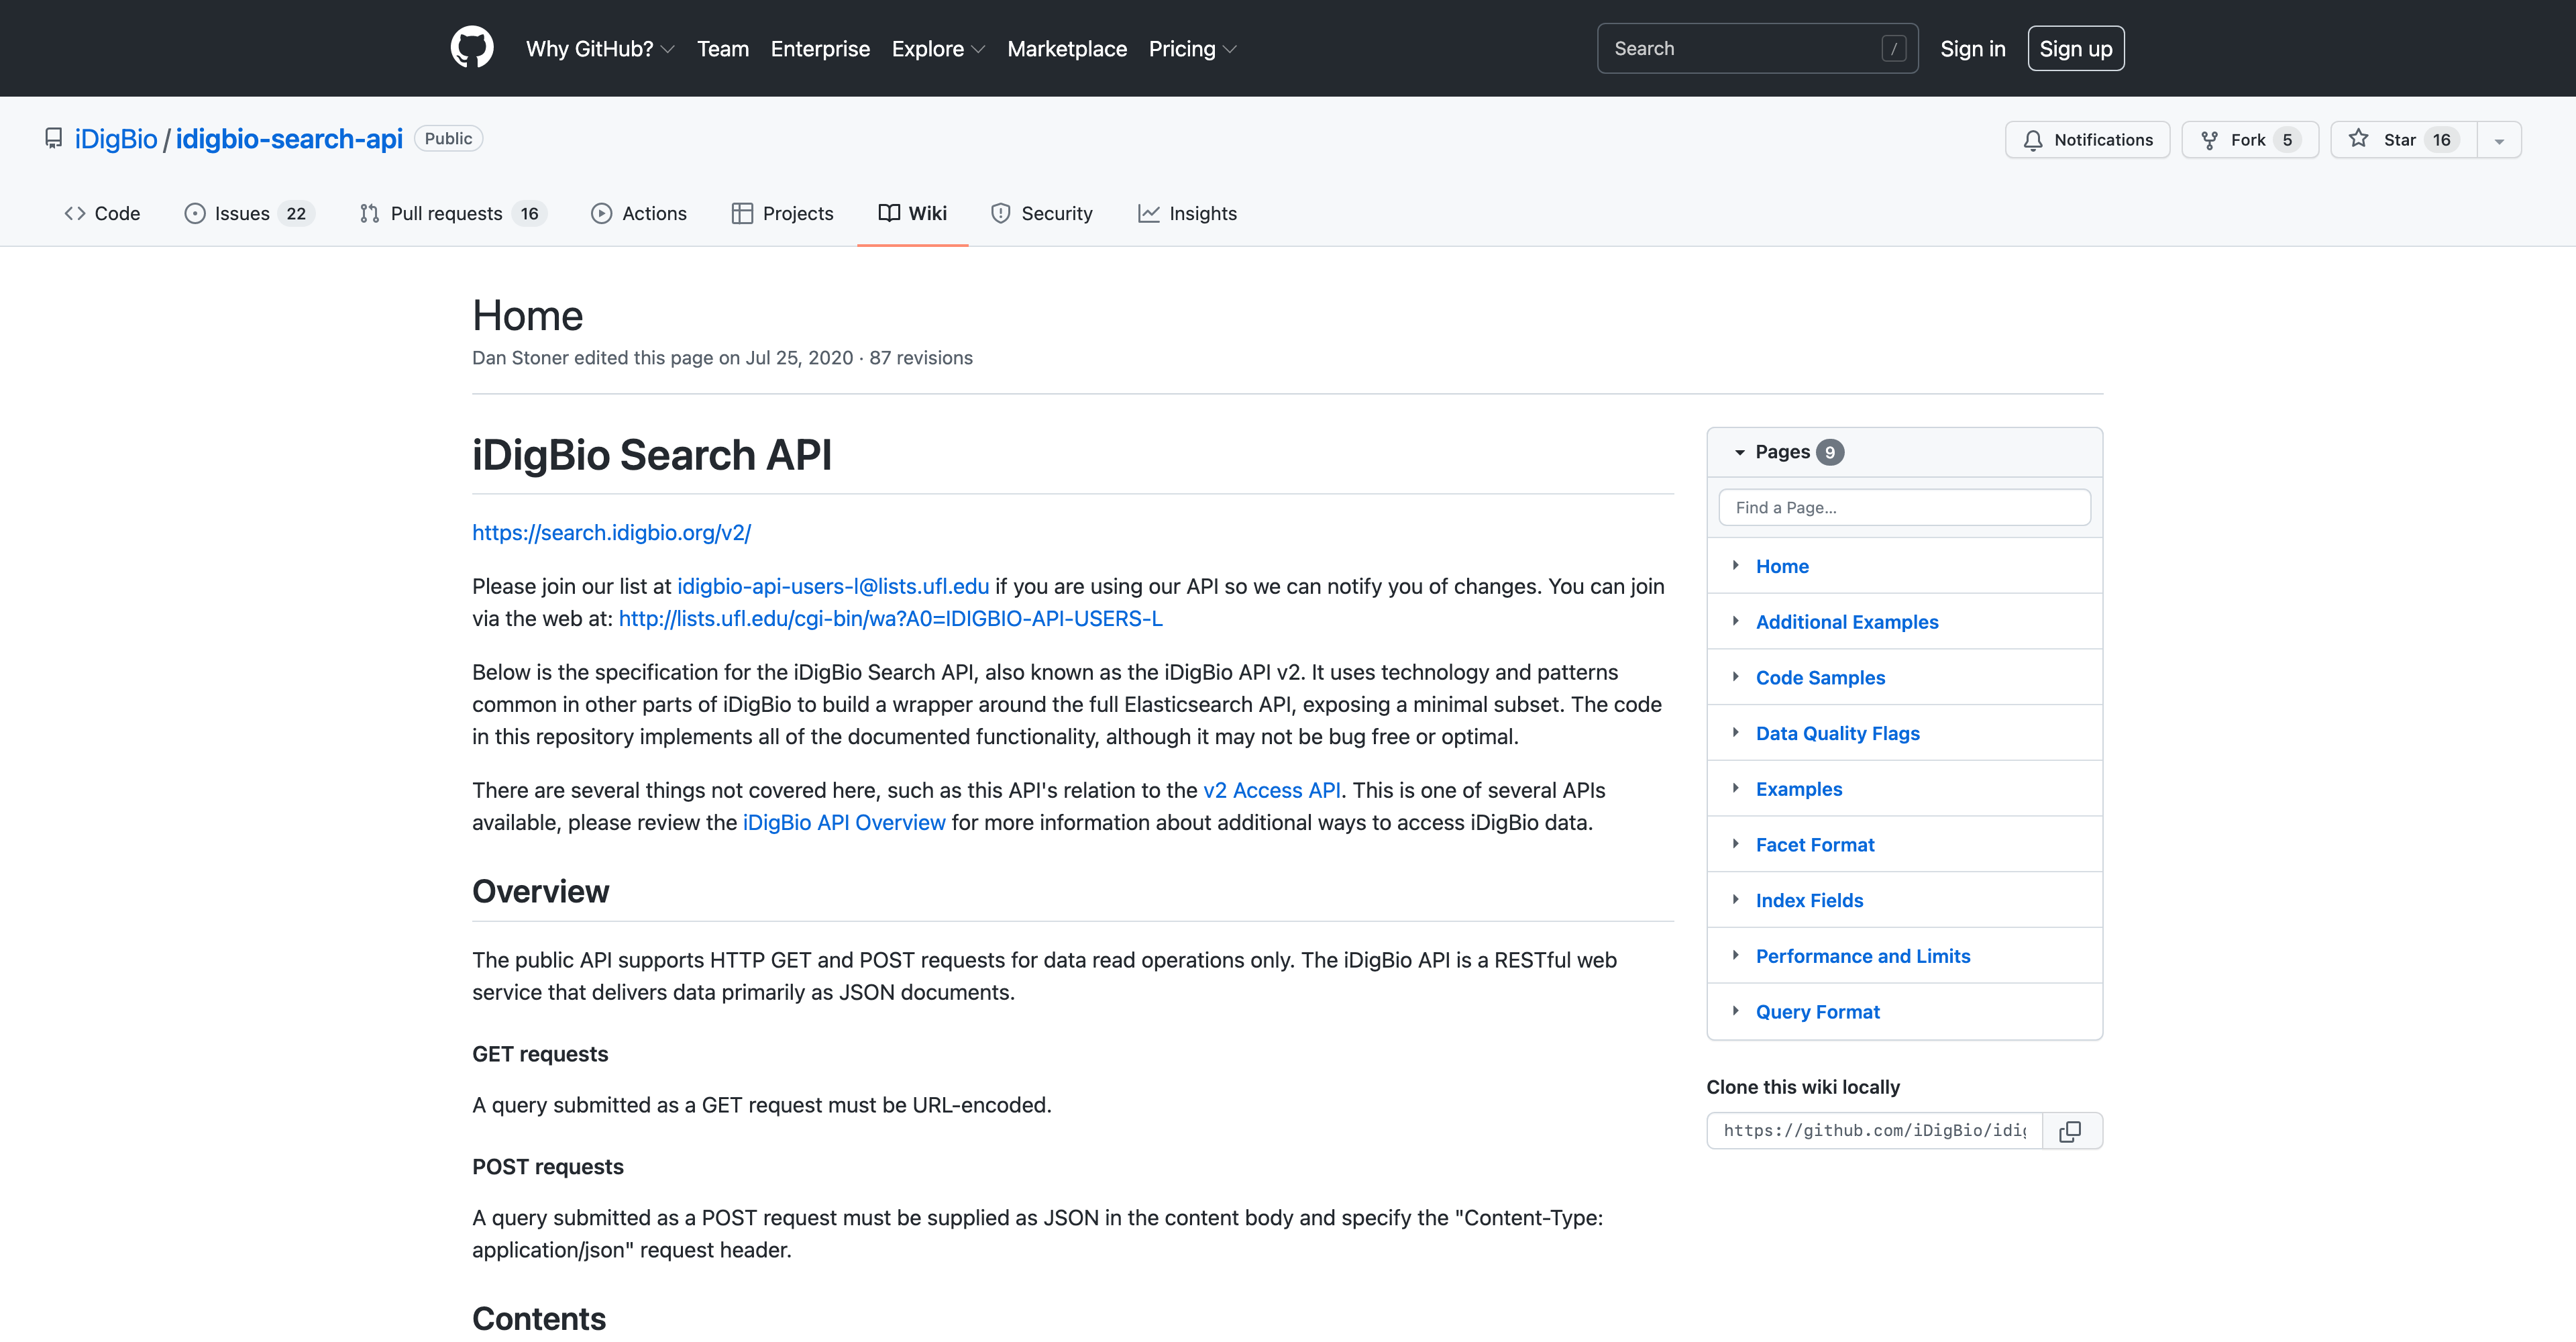 Why GitHub? Team Enterprise Explore Marketplace Pricing Search / Sign in Sign up
iDigBio / idigbio-search-api Public Notifications Fork 5 Star 16
Code Issues 22 Pull requests 16 Actions Projects Wiki Security Insights
Home
Dan Stoner edited this page on Jul 25, 2020 · 87 revisions
iDigBio Search API
https://search.idigbio.org/v2/
Please join our list at idigbio-api-users-l@lists.ufl.edu if you are using our API so we can notify you of changes. You can join
via the web at: http://lists.ufl.edu/cgi-bin/wa?A0=IDIGBIO-API-USERS-L
Below is the specification for the iDigBio Search API, also known as the iDigBio API v2. It uses technology and patterns
common in other parts of iDigBio to build a wrapper around the full Elasticsearch API, exposing a minimal subset. The code
in this repository implements all of the documented functionality, although it may not be bug free or optimal.
There are several things not covered here, such as this API's relation to the v2 Access API. This is one of several APIs
available, please review the iDigBio API Overview for more information about additional ways to access iDigBio data.
Overview
The public API supports HTTP GET and POST requests for data read operations only. The iDigBio API is a RESTful web
service that delivers data primarily as JSON documents.
GET requests
A query submitted as a GET request must be URL-encoded.
POST requests
A query submitted as a POST request must be supplied as JSON in the content body and specify the "Content-Type:
application/json" request header.
Contents
Pages 9
Find a Page...
Home
Additional Examples
Code Samples
Data Quality Flags
Examples
Facet Format
Index Fields
Performance and Limits
Query Format
Clone this wiki locally
https://github.com/iDigBio/idig